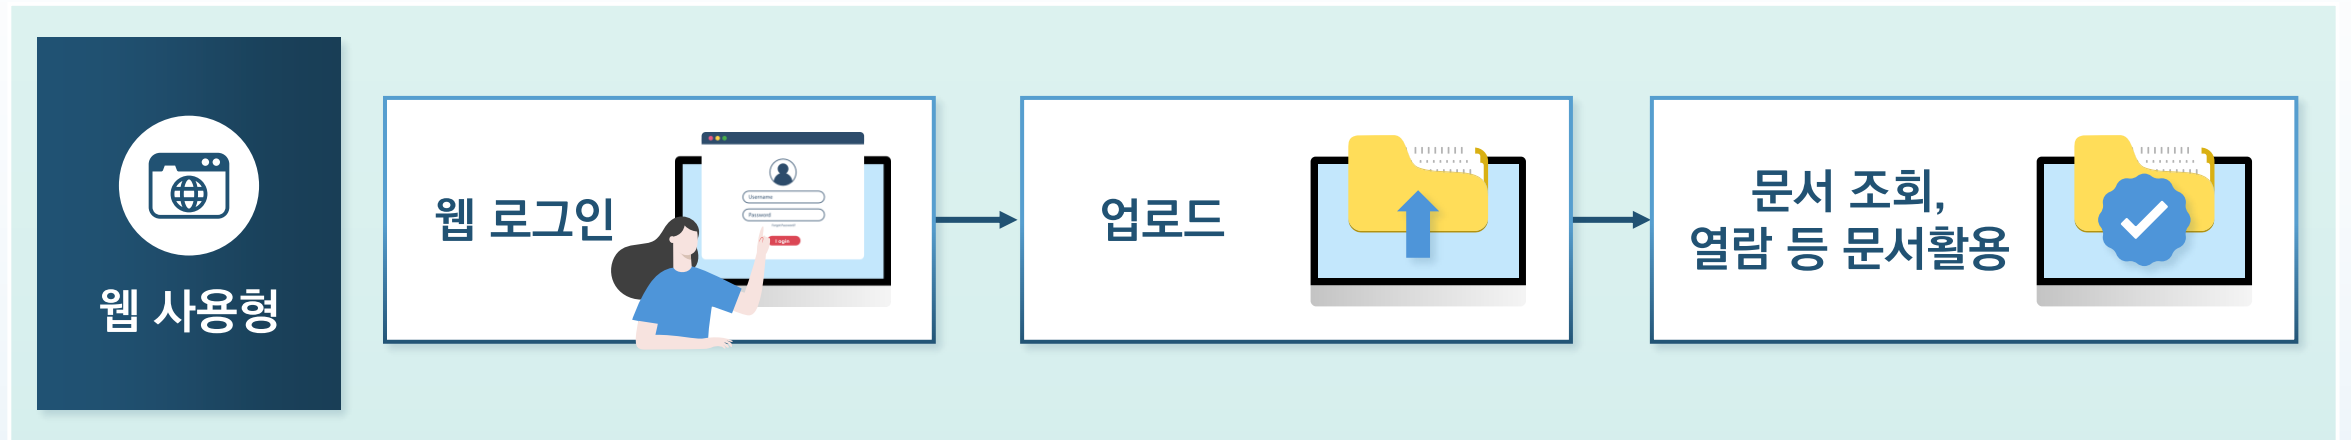 웹 사용형
웹 로그인
Username
Password
Login
업로드
문서 조회,
열람 등 문서활용